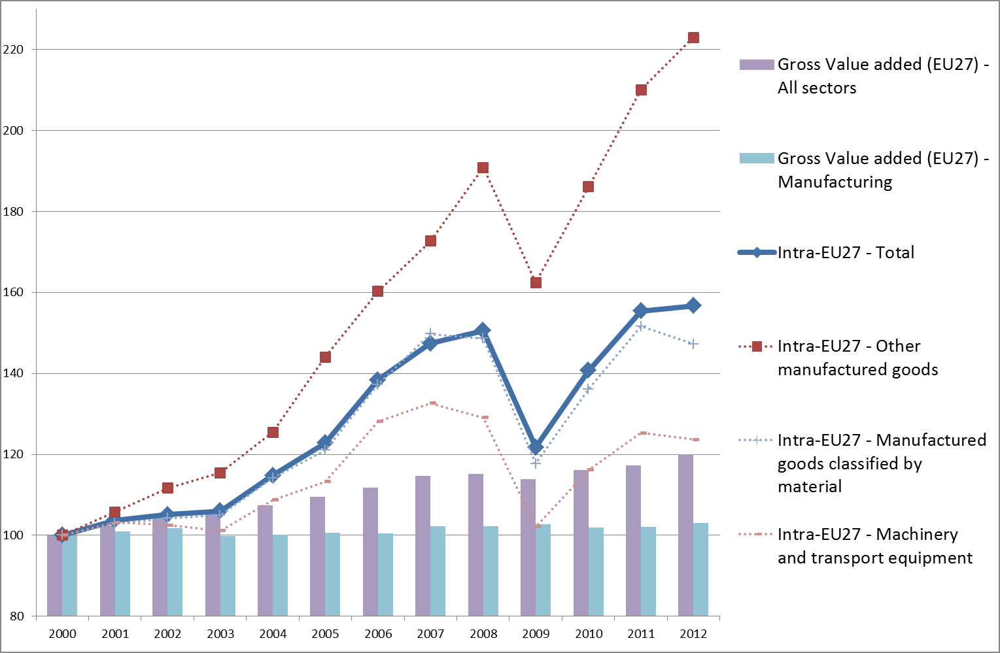 220
200
180
160
140
120
100
80
2000 2001 2002 2003 2004 2005 2006 2007 2008 2009 2010 2011 2012
Gross Value added (EU27) -
All sectors
Gross Value added (EU27) -
Manufacturing
Intra-EU27 - Total
Intra-EU27 - Other
manufactured goods
Intra-EU27 - Manufactured
goods classified by
material
Intra-EU27 - Machinery
and transport equipment